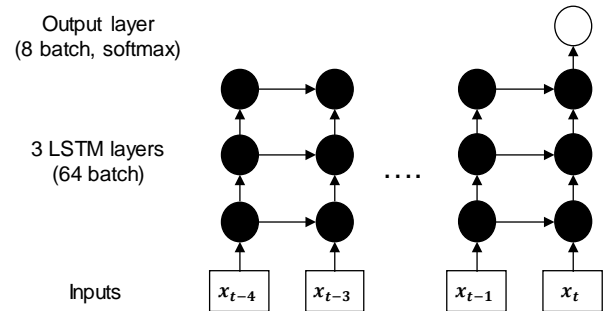 Output layer
(8 batch, softmax)
3 LSTM layers
(64 batch)
....
Inputs
x_{t-4}
x_{t-3}
x_{t-1}
x_t